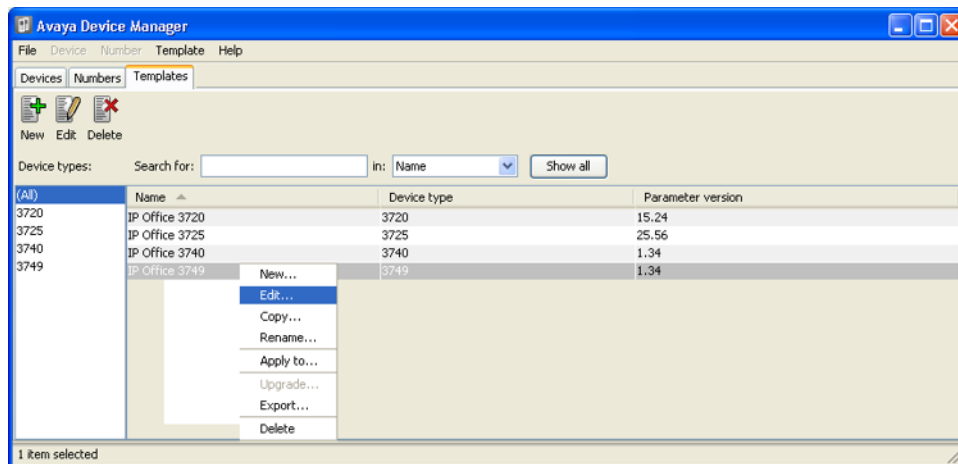 Avaya Device Manager
File Device Number Template Help
Devices Numbers Templates
New Edit Delete
Device types: Search for: in: Name Show all
(All) Name Device type Parameter version
3720 IP Office 3720 3720 15.24
3725 IP Office 3725 3725 25.56
3740 IP Office 3740 3740 1.34
3749 IP Office 3749 3749 1.34
New...
Edit...
Copy...
Rename...
Apply to...
Upgrade...
Export...
Delete
1 item selected